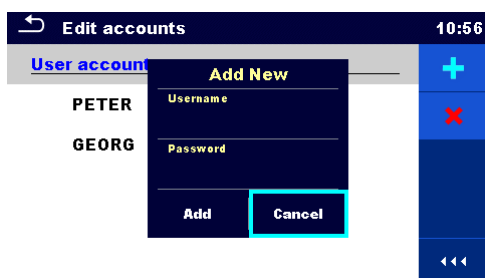 Edit accounts 10:56
User account
Add New
PETER
Username
GEORG
Password
Add Cancel